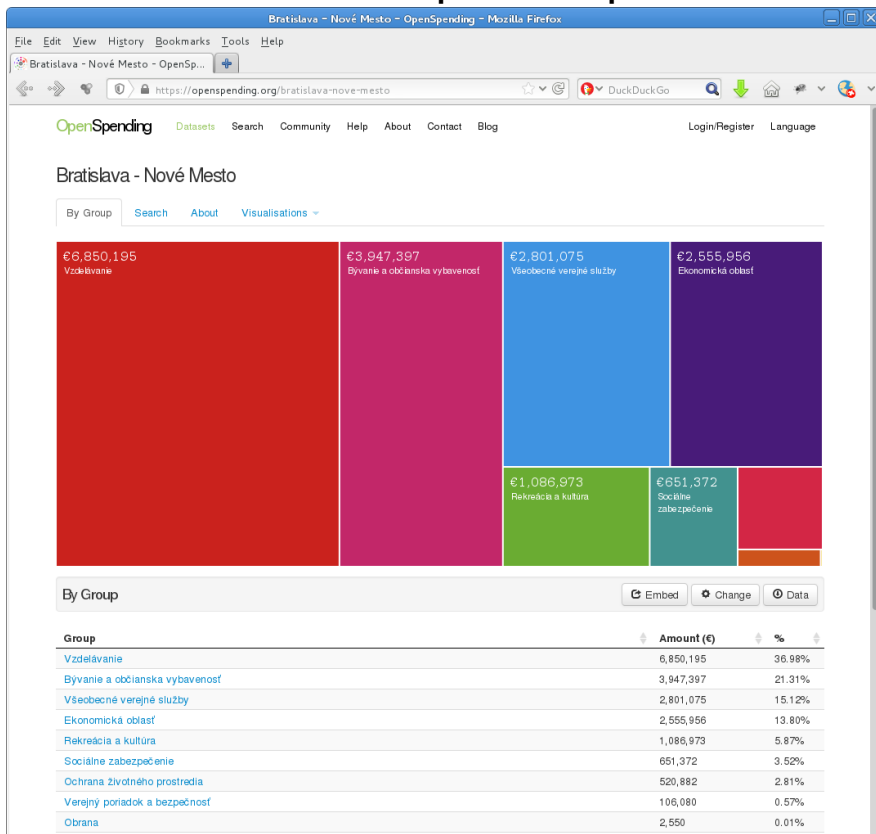 Bratislava - Nové Mesto - OpenSpending - Mozilla Firefox
File Edit View History Bookmarks Tools Help
Bratislava - Nové Mesto - OpenSp...
https://openspending.org/bratislava-nove-mesto DuckDuckGo
OpenSpending Datasets Search Community Help About Contact Blog Login/Register Language
Bratislava - Nové Mesto
By Group Search About Visualisations
€6,850,195 €3,947,397 €2,801,075 €2,555,956
Vzdelávanie Bývanie a občianska vybavenosť Všeobecné verejné služby Ekonomická oblasť
€1,086,973 €651,372
Rekreácia a kultúra Sociálne
zabezpečenie
By Group Embed Change Data
Group Amount (€) %
Vzdelávanie 6,850,195 36.98%
Bývanie a občianska vybavenosť 3,947,397 21.31%
Všeobecné verejné služby 2,801,075 15.12%
Ekonomická oblasť 2,555,956 13.80%
Rekreácia a kultúra 1,086,973 5.87%
Sociálne zabezpečenie 651,372 3.52%
Ochrana životného prostredia 520,882 2.81%
Verejný poriadok a bezpečnosť 106,080 0.57%
Obrana 2,550 0.01%